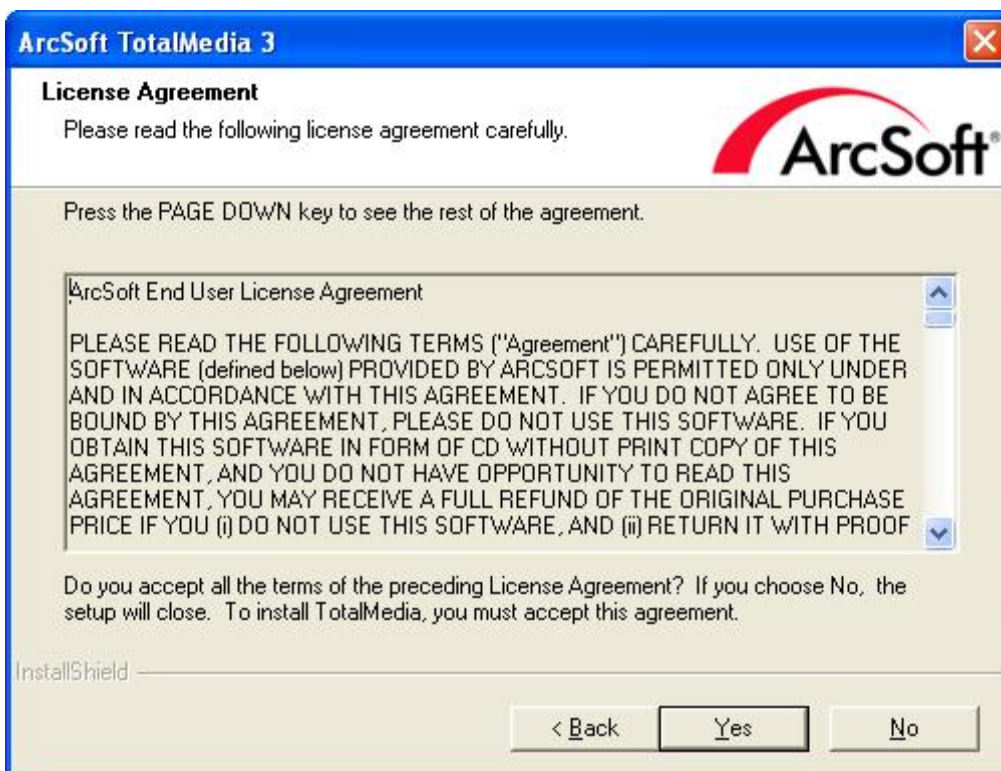 ArcSoft TotalMedia 3
License Agreement
Please read the following license agreement carefully.
ArcSoft®
Press the PAGE DOWN key to see the rest of the agreement.
ArcSoft End User License Agreement
PLEASE READ THE FOLLOWING TERMS ("Agreement") CAREFULLY.  USE OF THE
SOFTWARE (defined below) PROVIDED BY ARCSOFT IS PERMITTED ONLY UNDER
AND IN ACCORDANCE WITH THIS AGREEMENT.  IF YOU DO NOT AGREE TO BE
BOUND BY THIS AGREEMENT, PLEASE DO NOT USE THIS SOFTWARE.  IF YOU
OBTAIN THIS SOFTWARE IN FORM OF CD WITHOUT PRINT COPY OF THIS
AGREEMENT, AND YOU DO NOT HAVE OPPORTUNITY TO READ THIS
AGREEMENT, YOU MAY RECEIVE A FULL REFUND OF THE ORIGINAL PURCHASE
PRICE IF YOU (i) DO NOT USE THIS SOFTWARE, AND (ii) RETURN IT WITH PROOF
Do you accept all the terms of the preceding License Agreement?  If you choose No,  the
setup will close.  To install TotalMedia, you must accept this agreement.
InstallShield
< Back
Yes
No